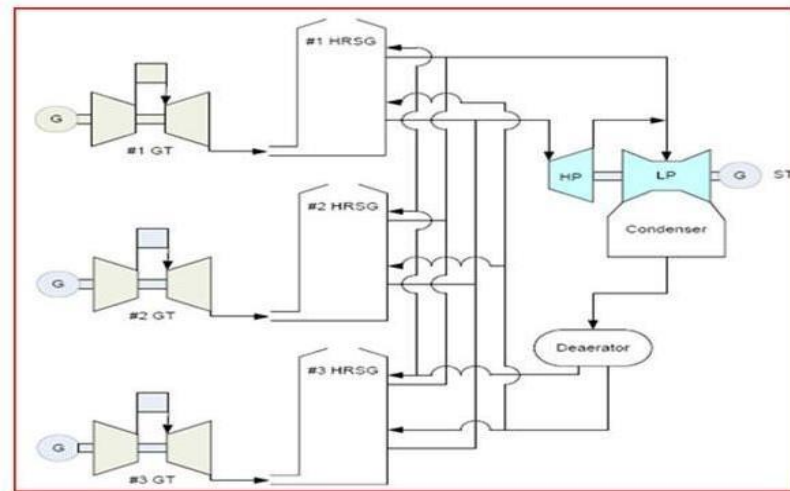 #1 HRSG
G
#1 GT
HP
LP
G
ST
#2 HRSG
Condenser
G
#2 GT
Deaerator
#3 HRSG
G
#3 GT